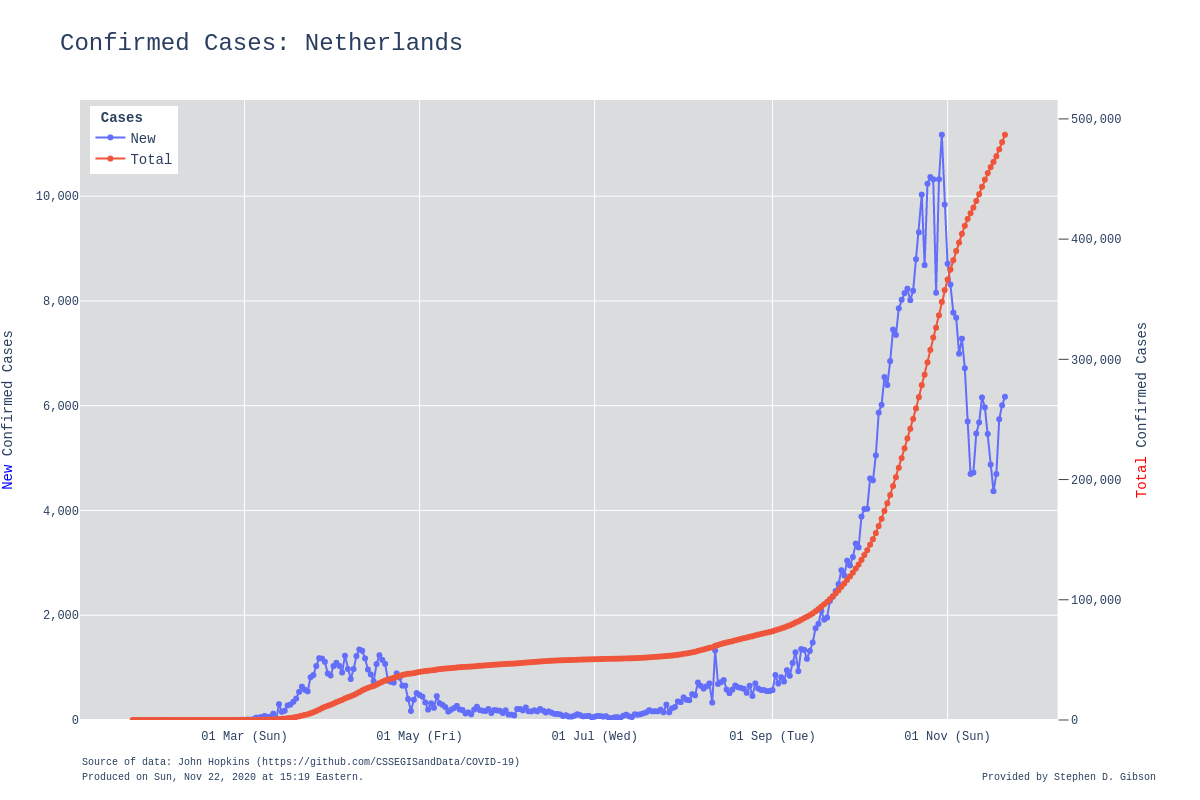 Confirmed Cases: Netherlands
Cases
New
Total
10,000
8,000
6,000
4,000
2,000
0
New Confirmed Cases
500,000
400,000
300,000
200,000
100,000
0
Total Confirmed Cases
01 Mar (Sun)
01 May (Fri)
01 Jul (Wed)
01 Sep (Tue)
01 Nov (Sun)
Source of data: John Hopkins (https://github.com/CSSEGISandData/COVID-19)
Produced on Sun, Nov 22, 2020 at 15:19 Eastern.
Provided by Stephen D. Gibson